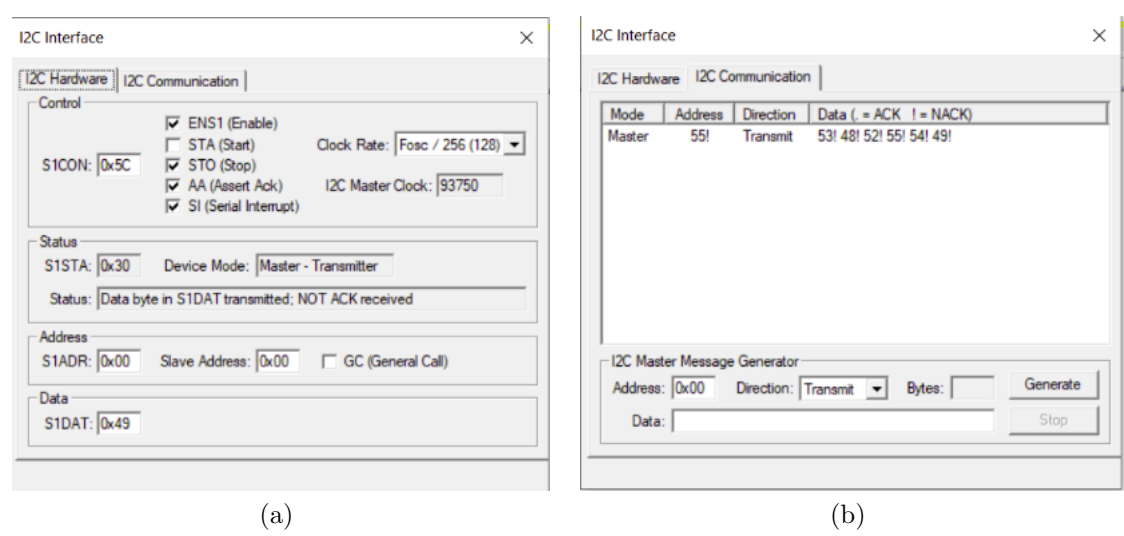 I2C Interface
I2C Hardware I2C Communication
Control
ENS1 (Enable)
STA (Start) Clock Rate: Fosc / 256 (128)
S1CON: 0x5C STO (Stop)
AA (Assert Ack) I2C Master Clock: 93750
SI (Serial Interrupt)
Status
S1STA: 0x30 Device Mode: Master - Transmitter
Status: Data byte in S1DAT transmitted; NOT ACK received
Address
S1ADR: 0x00 Slave Address: 0x00 GC (General Call)
Data
S1DAT: 0x49
(a)
I2C Interface
I2C Hardware I2C Communication
Mode Address Direction Data (. = ACK ! = NACK)
Master 55! Transmit 53! 48! 52! 55! 54! 49!
I2C Master Message Generator
Address: 0x00 Direction: Transmit Bytes: Generate
Data: Stop
(b)